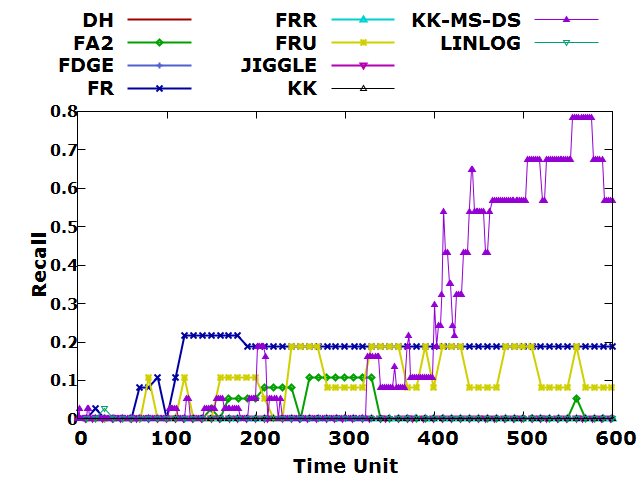 DH FRR KK-MS-DS
FA2 FRU LINLOG
FDGE JIGGLE
FR KK
0.8
0.7
0.6
0.5
0.4
0.3
0.2
0.1
0
Recall
0 100 200 300 400 500 600
Time Unit